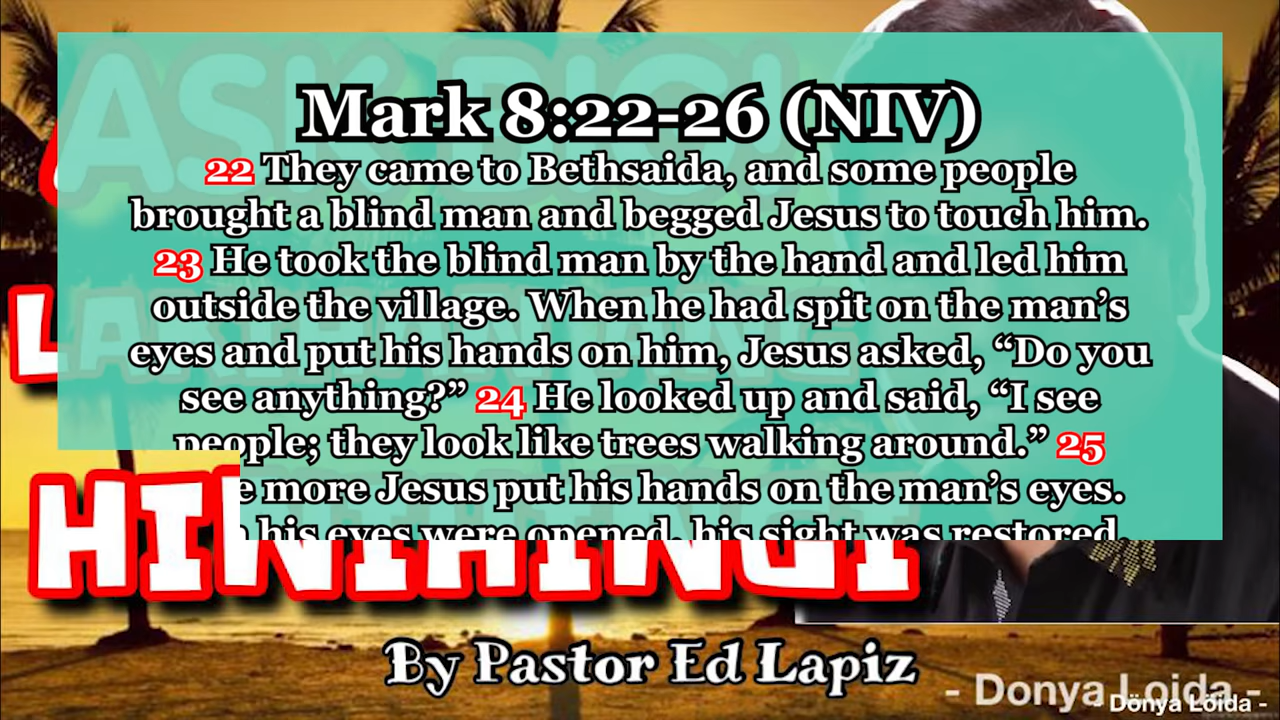 ASK BIG!
Mark 8:22-26 (NIV)
22 They came to Bethsaida, and some people
brought a blind man and begged Jesus to touch him.
23 He took the blind man by the hand and led him
outside the village. When he had spit on the man’s
eyes and put his hands on him, Jesus asked, “Do you
see anything?” 24 He looked up and said, “I see
people; they look like trees walking around.” 25
more Jesus put his hands on the man’s eyes.
his eyes were opened, his sight was restored,
HINIHINGI
By Pastor Ed Lapiz
- Donya Loida -
- Dönya Löida -